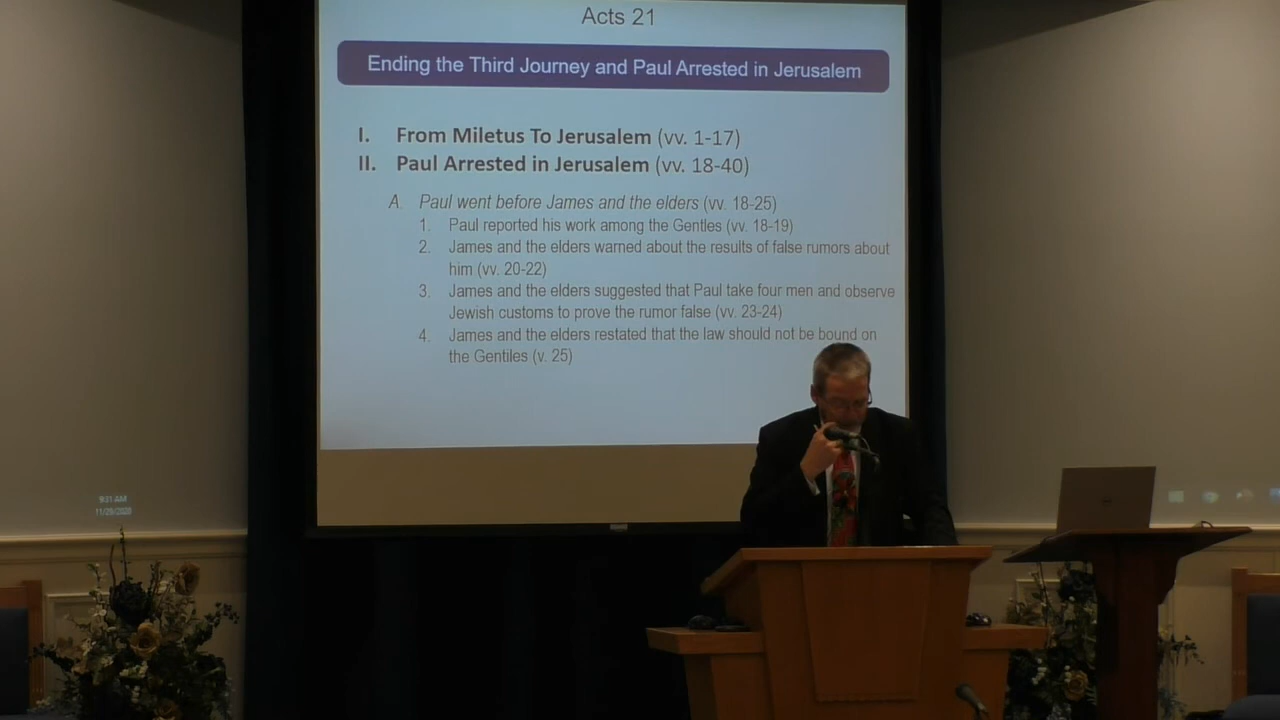 Acts 21
Ending the Third Journey and Paul Arrested in Jerusalem
I. From Miletus To Jerusalem (vv. 1-17)
II. Paul Arrested in Jerusalem (vv. 18-40)
A. Paul went before James and the elders (vv. 18-25)
1. Paul reported his work among the Gentles (vv. 18-19)
2. James and the elders warned about the results of false rumors about
him (vv. 20-22)
3. James and the elders suggested that Paul take four men and observe
Jewish customs to prove the rumor false (vv. 23-24)
4. James and the elders restated that the law should not be bound on
the Gentiles (v. 25)
9:31 AM
11/29/2020